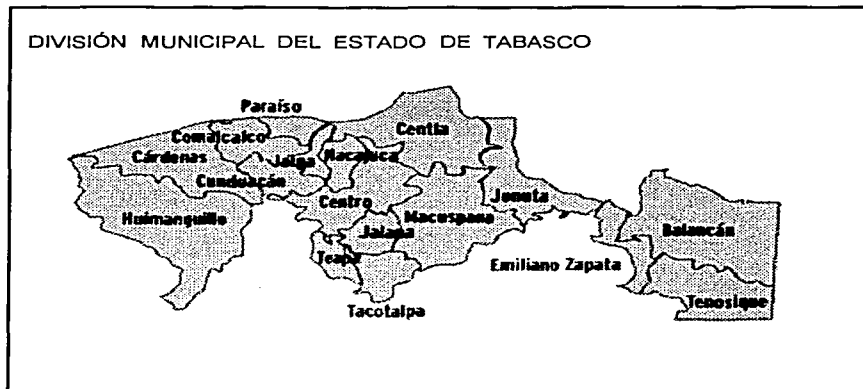 DIVISIÓN MUNICIPAL DEL ESTADO DE TABASCO
Paraíso
Centla
Comalcalco
Cárdenas
Jalpa
Nacajuca
Cunduacán
Huimanguillo
Centro
Macuspana
Jonuta
Jalapa
Teapa
Balancán
Emiliano Zapata
Tenosique
Tacotalpa